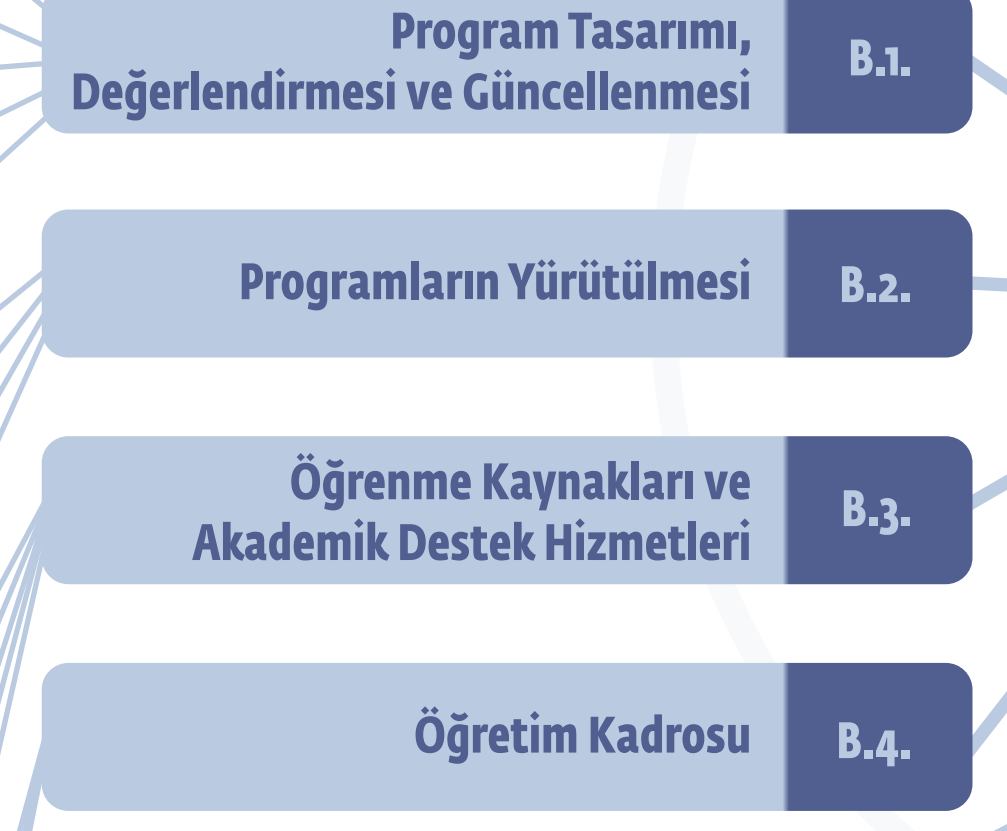 Program Tasarımı,
Değerlendirmesi ve Güncellenmesi
B.1.
Programların Yürütülmesi
B.2.
Öğrenme Kaynakları ve
Akademik Destek Hizmetleri
B.3.
Öğretim Kadrosu
B.4.